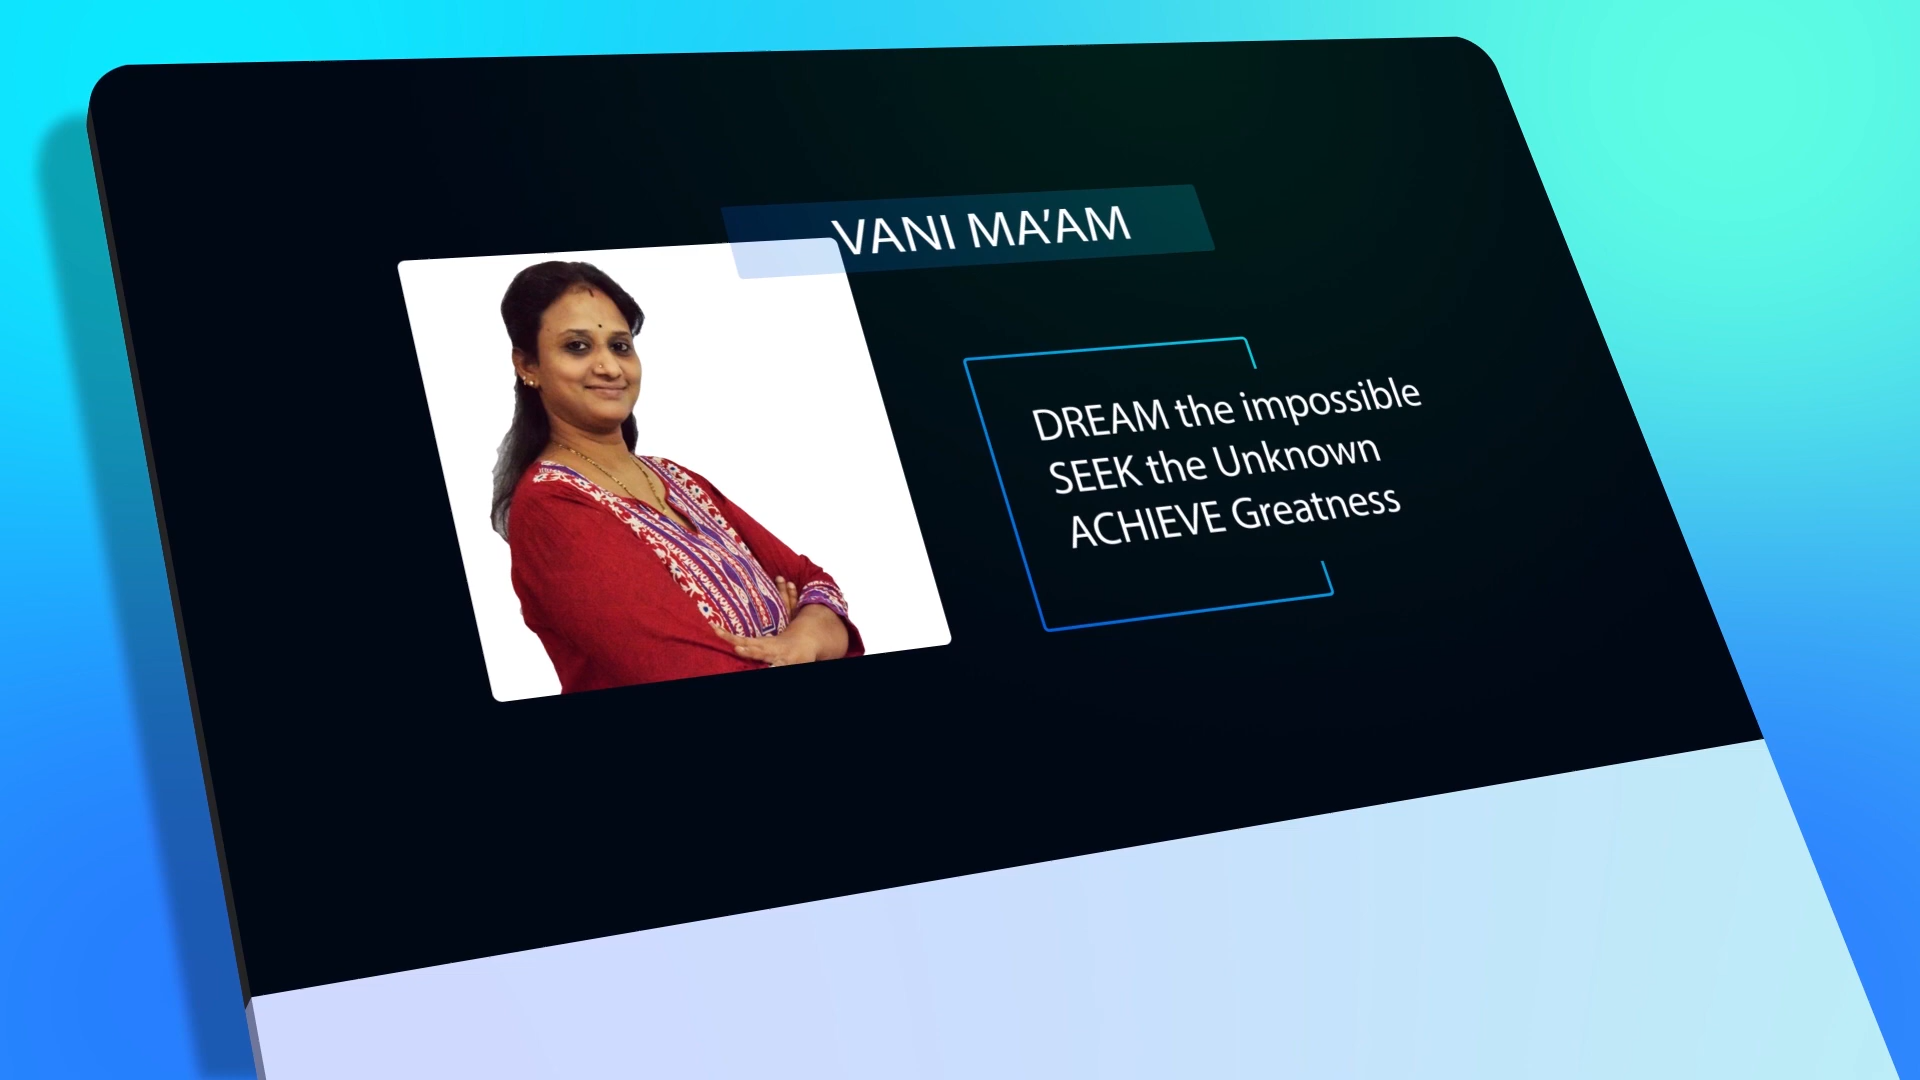 VANI MA’AM
DREAM the impossible
SEEK the Unknown
ACHIEVE Greatness